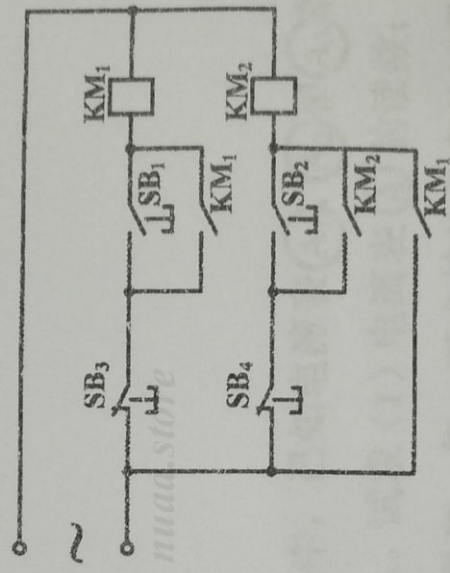 KM₁
KM₂
SB₁
KM₁
SB₂
KM₂
KM₁
SB₃
SB₄
~
nuaa.store